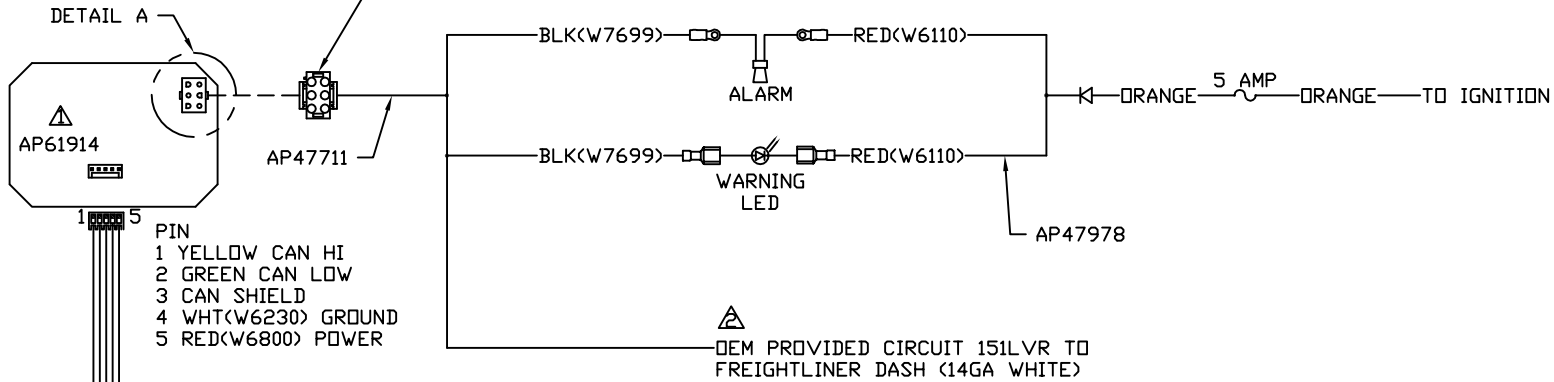 DETAIL A
BLK(W7699)
RED(W6110)
ALARM
5 AMP
ORANGE
ORANGE
TO IGNITION
1
AP61914
AP47711
BLK(W7699)
RED(W6110)
WARNING
LED
AP47978
1
5
PIN
1 YELLOW CAN HI
2 GREEN CAN LOW
3 CAN SHIELD
4 WHT(W6230) GROUND
5 RED(W6800) POWER
2
OEM PROVIDED CIRCUIT 151LVR TO
FREIGHTLINER DASH (14GA WHITE)